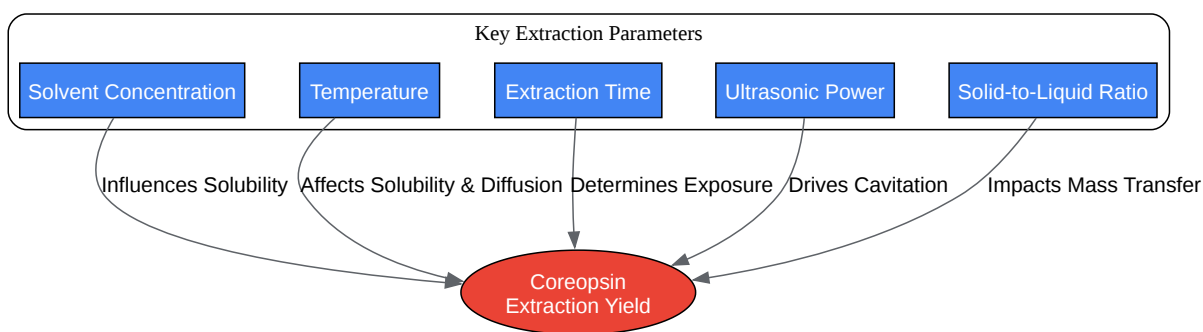 Key Extraction Parameters
Solvent Concentration
Temperature
Extraction Time
Ultrasonic Power
Solid-to-Liquid Ratio
Influences Solubility
Affects Solubility & Diffusion
Determines Exposure
Drives Cavitation
Impacts Mass Transfer
Coreopsin
Extraction Yield